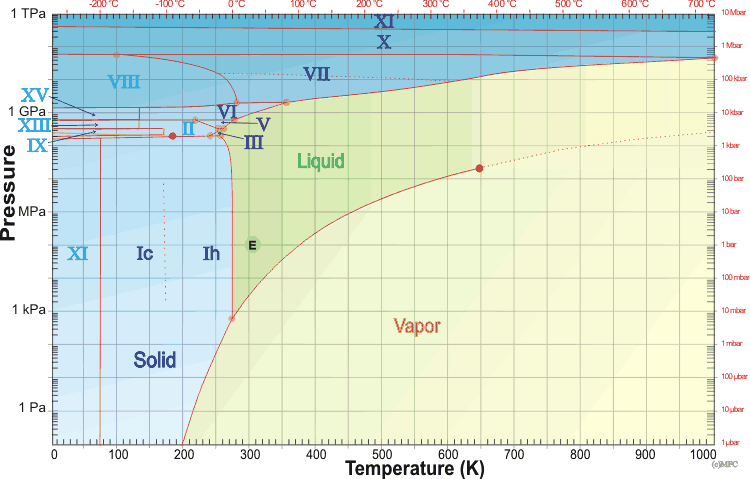 -200 °C -100 °C 0 °C 100 °C 200 °C 300 °C 400 °C 500 °C 600 °C 700 °C
1 TPa
10 Mbar
XI
X
1 Mbar
VIII
VII
100 kbar
XV
1 GPa
VI
10 kbar
XIII
II
V
IX
III
1 kbar
Liquid
100 bar
Pressure
MPa
10 bar
E
1 bar
XI
Ic
Ih
100 mbar
1 kPa
10 mbar
Vapor
1 mbar
Solid
100 µbar
1 Pa
10 µbar
1 µbar
0 100 200 300 400 500 600 700 800 900 1000
Temperature (K)
(c)MPC